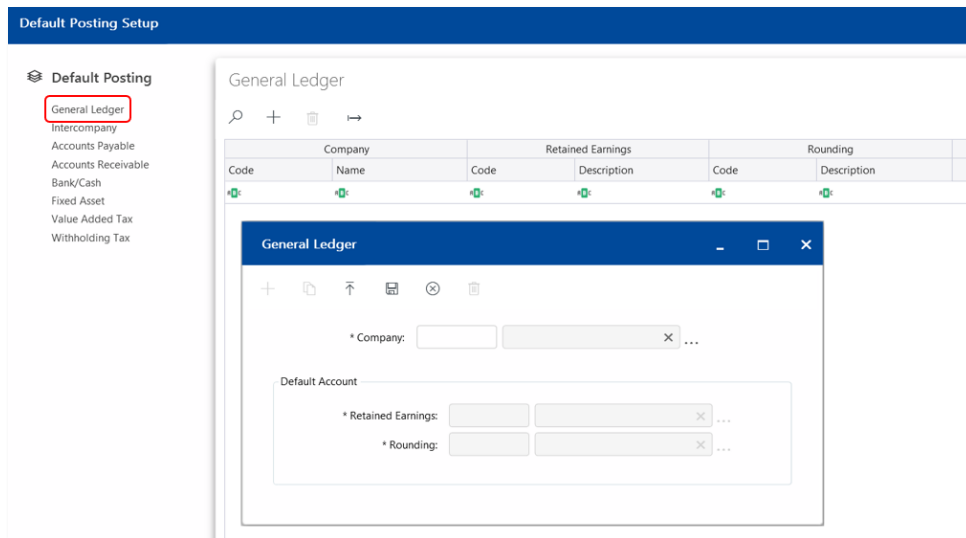 Default Posting Setup
Default Posting
General Ledger
Intercompany
Accounts Payable
Accounts Receivable
Bank/Cash
Fixed Asset
Value Added Tax
Withholding Tax
General Ledger
Company Retained Earnings Rounding
Code Name Code Description Code Description
General Ledger
* Company: ...
Default Account
* Retained Earnings: ...
* Rounding: ...